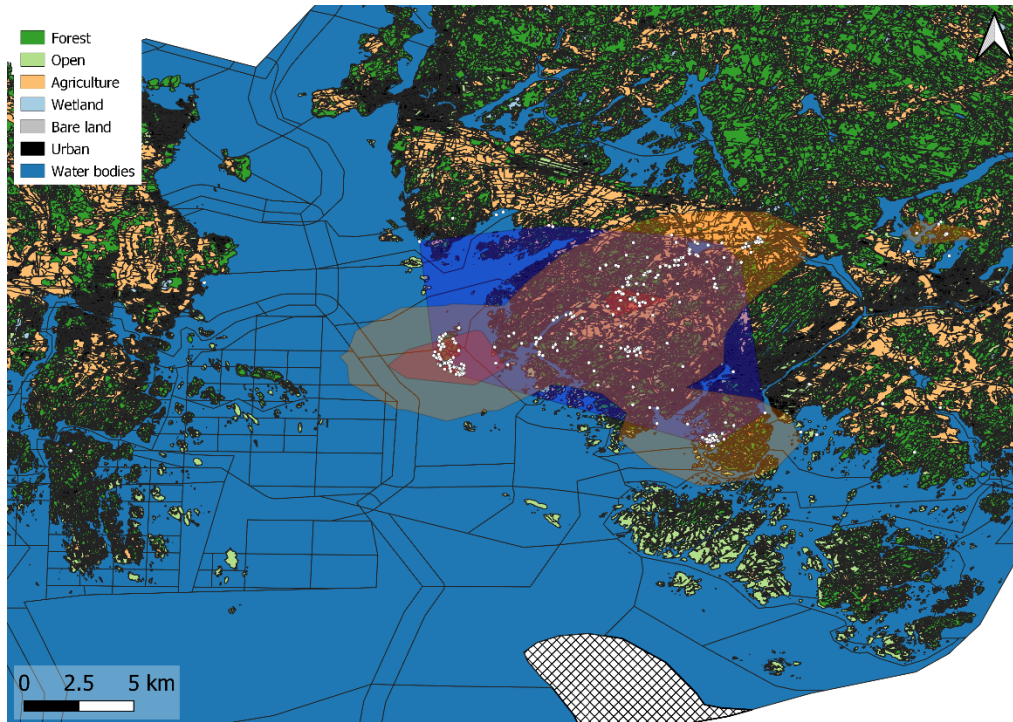 Forest
Open
Agriculture
Wetland
Bare land
Urban
Water bodies
0 2.5 5 km